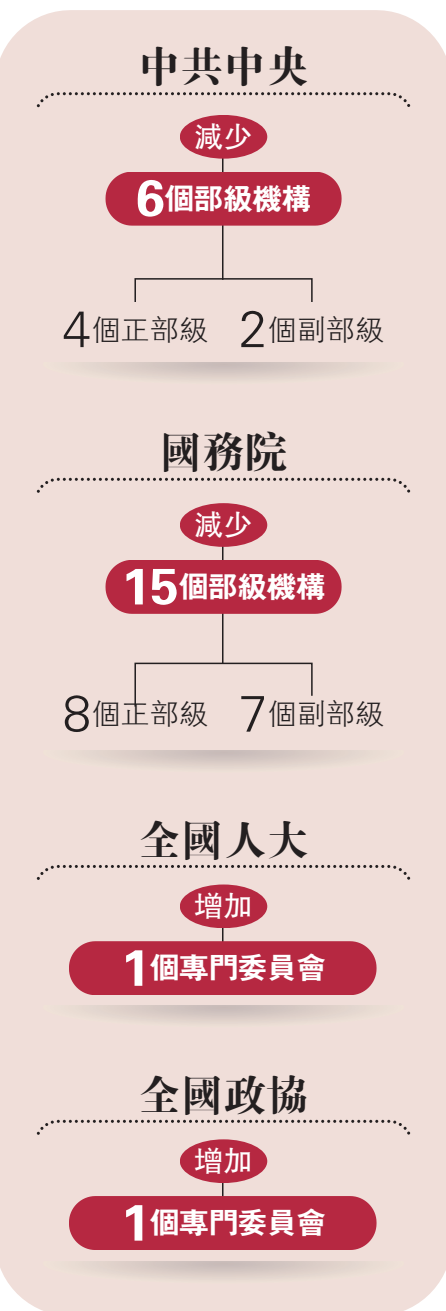 中共中央
減少
6個部級機構
4個正部級 2個副部級
國務院
減少
15個部級機構
8個正部級 7個副部級
全國人大
增加
1個專門委員會
全國政協
增加
1個專門委員會